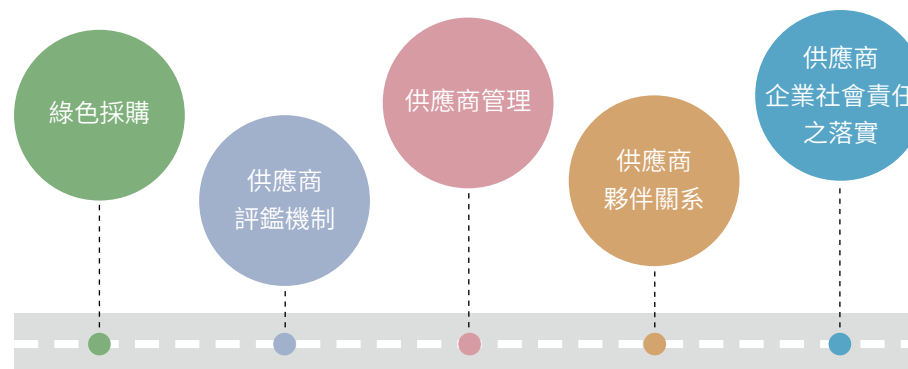 綠色採購
供應商
評鑑機制
供應商管理
供應商
夥伴關系
供應商
企業社會責任
之落實